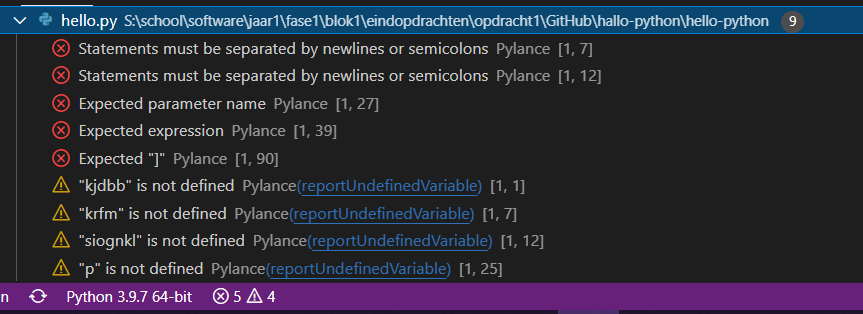 hello.py S:\school\software\jaar1\fase1\blok1\eindopdrachten\opdracht1\GitHub\hallo-python\hello-python 9
Statements must be separated by newlines or semicolons Pylance [1, 7]
Statements must be separated by newlines or semicolons Pylance [1, 12]
Expected parameter name Pylance [1, 27]
Expected expression Pylance [1, 39]
Expected "]" Pylance [1, 90]
"kjdbb" is not defined Pylance(reportUndefinedVariable) [1, 1]
"krfm" is not defined Pylance(reportUndefinedVariable) [1, 7]
"siognkl" is not defined Pylance(reportUndefinedVariable) [1, 12]
"p" is not defined Pylance(reportUndefinedVariable) [1, 25]
n Python 3.9.7 64-bit 5 4